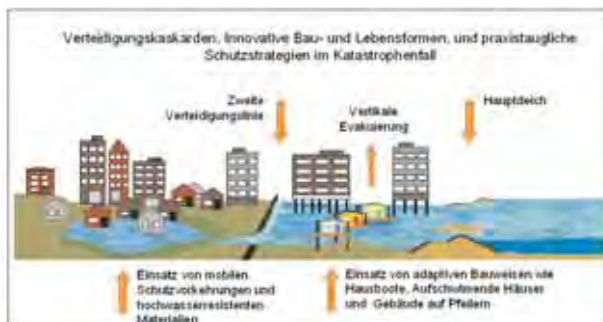 Verteidigungskaskarden, Innovative Bau- und Lebensformen, und praxistaugliche
Schutzstrategien im Katastrophenfall
Zweite
Verteidigungslinie
Vertikale
Evakuierung
Hauptdeich
Einsatz von mobilen
Schutzvorkehrungen und
hochwasserresistenten
Materialien
Einsatz von adaptiven Bauweisen wie
Hausboote, Aufschwimmende Häuser
und Gebäude auf Pfeilern